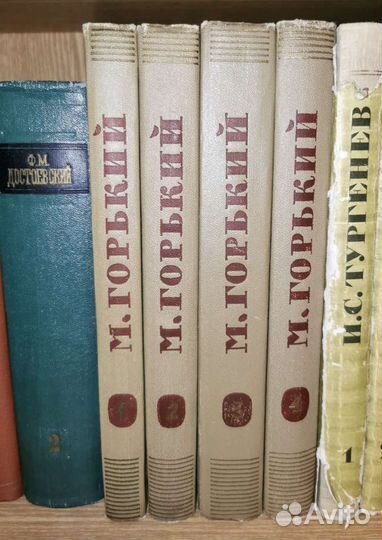 Ф.М.
ДОСТОЕВСКИЙ
2
М. ГОРЬКИЙ
1
М. ГОРЬКИЙ
2
М. ГОРЬКИЙ
3
М. ГОРЬКИЙ
4
И.С. ТУРГЕНЕВ
1
Avito